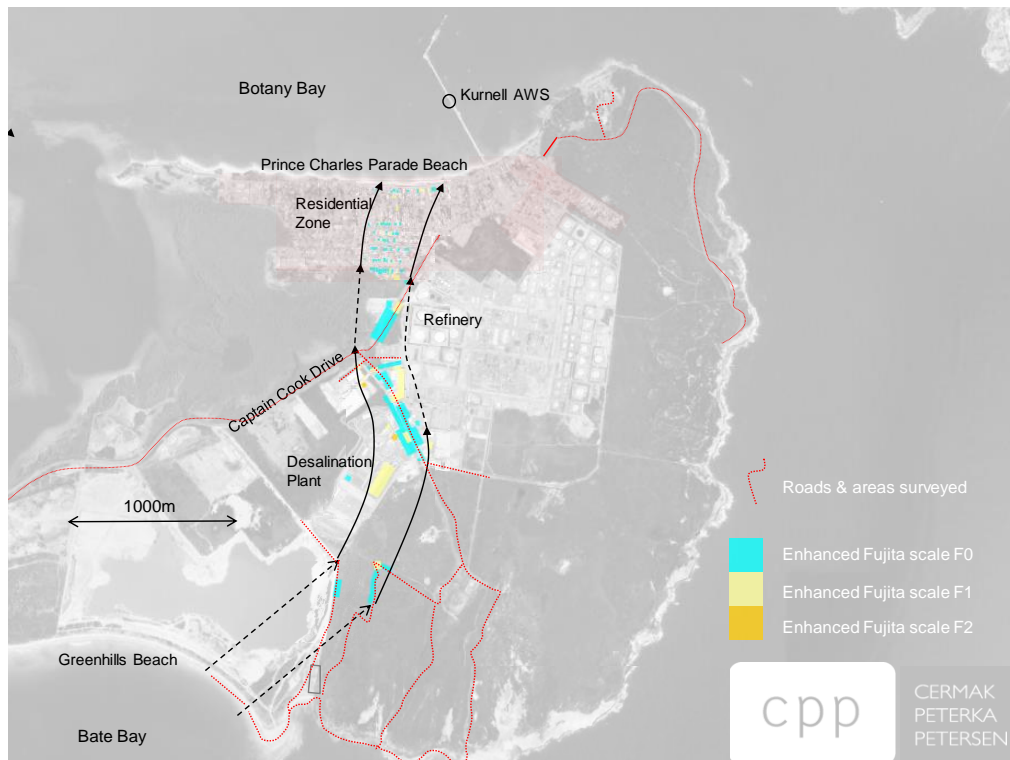 Botany Bay
Kurnell AWS
Prince Charles Parade Beach
Residential
Zone
Refinery
Captain Cook Drive
Desalination
Plant
1000m
Roads & areas surveyed
Enhanced Fujita scale F0
Enhanced Fujita scale F1
Enhanced Fujita scale F2
Greenhills Beach
Bate Bay
cpp
CERMAK
PETERKA
PETERSEN